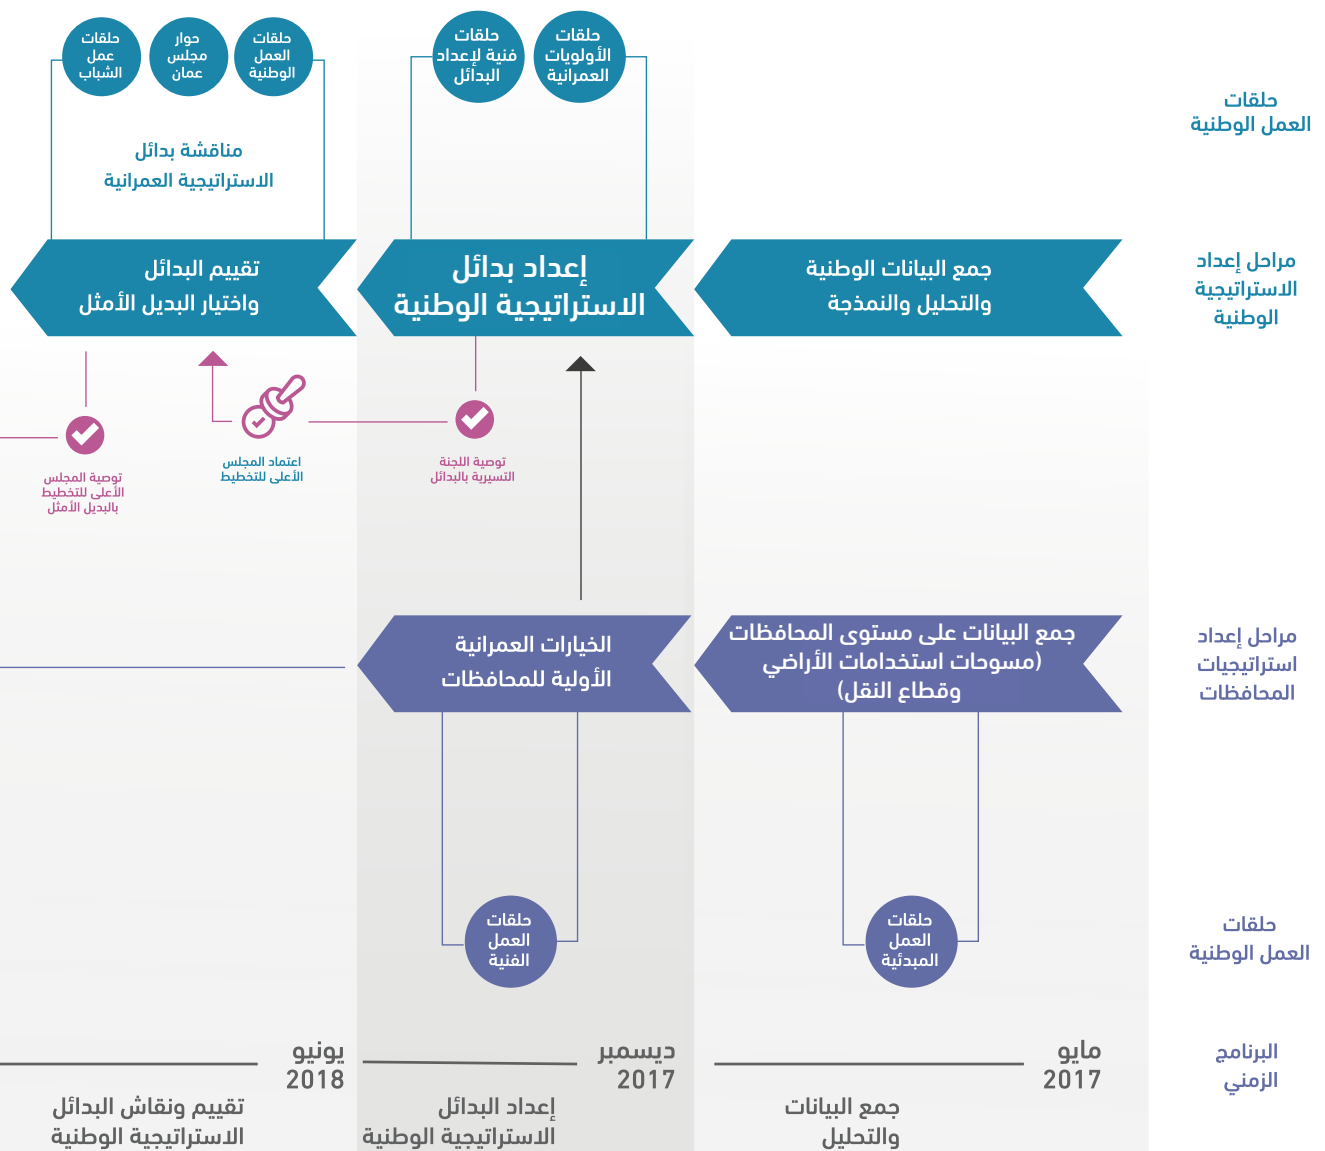 حلقات
العمل الوطنية
حلقات
الأولويات
العمرانية
حلقات
فنية لإعداد
البدائل
حلقات
العمل
الوطنية
حوار
مجلس
عمان
حلقات
عمل
الشباب
مناقشة بدائل
الاستراتيجية العمرانية
مراحل إعداد
الاستراتيجية
الوطنية
جمع البيانات الوطنية
والتحليل والنمذجة
إعداد بدائل
الاستراتيجية الوطنية
تقييم البدائل
واختيار البديل الأمثل
توصية اللجنة
التسيرية بالبدائل
اعتماد المجلس
الأعلى للتخطيط
توصية المجلس
الأعلى للتخطيط
بالبديل الأمثل
مراحل إعداد
استراتيجيات
المحافظات
جمع البيانات على مستوى المحافظات
(مسوحات استخدامات الأراضي
وقطاع النقل)
الخيارات العمرانية
الأولية للمحافظات
حلقات
العمل الوطنية
حلقات
العمل
المبدئية
حلقات
العمل
الفنية
البرنامج
الزمني
مايو
2017
جمع البيانات
والتحليل
ديسمبر
2017
إعداد البدائل
الاستراتيجية الوطنية
يونيو
2018
تقييم ونقاش البدائل
الاستراتيجية الوطنية